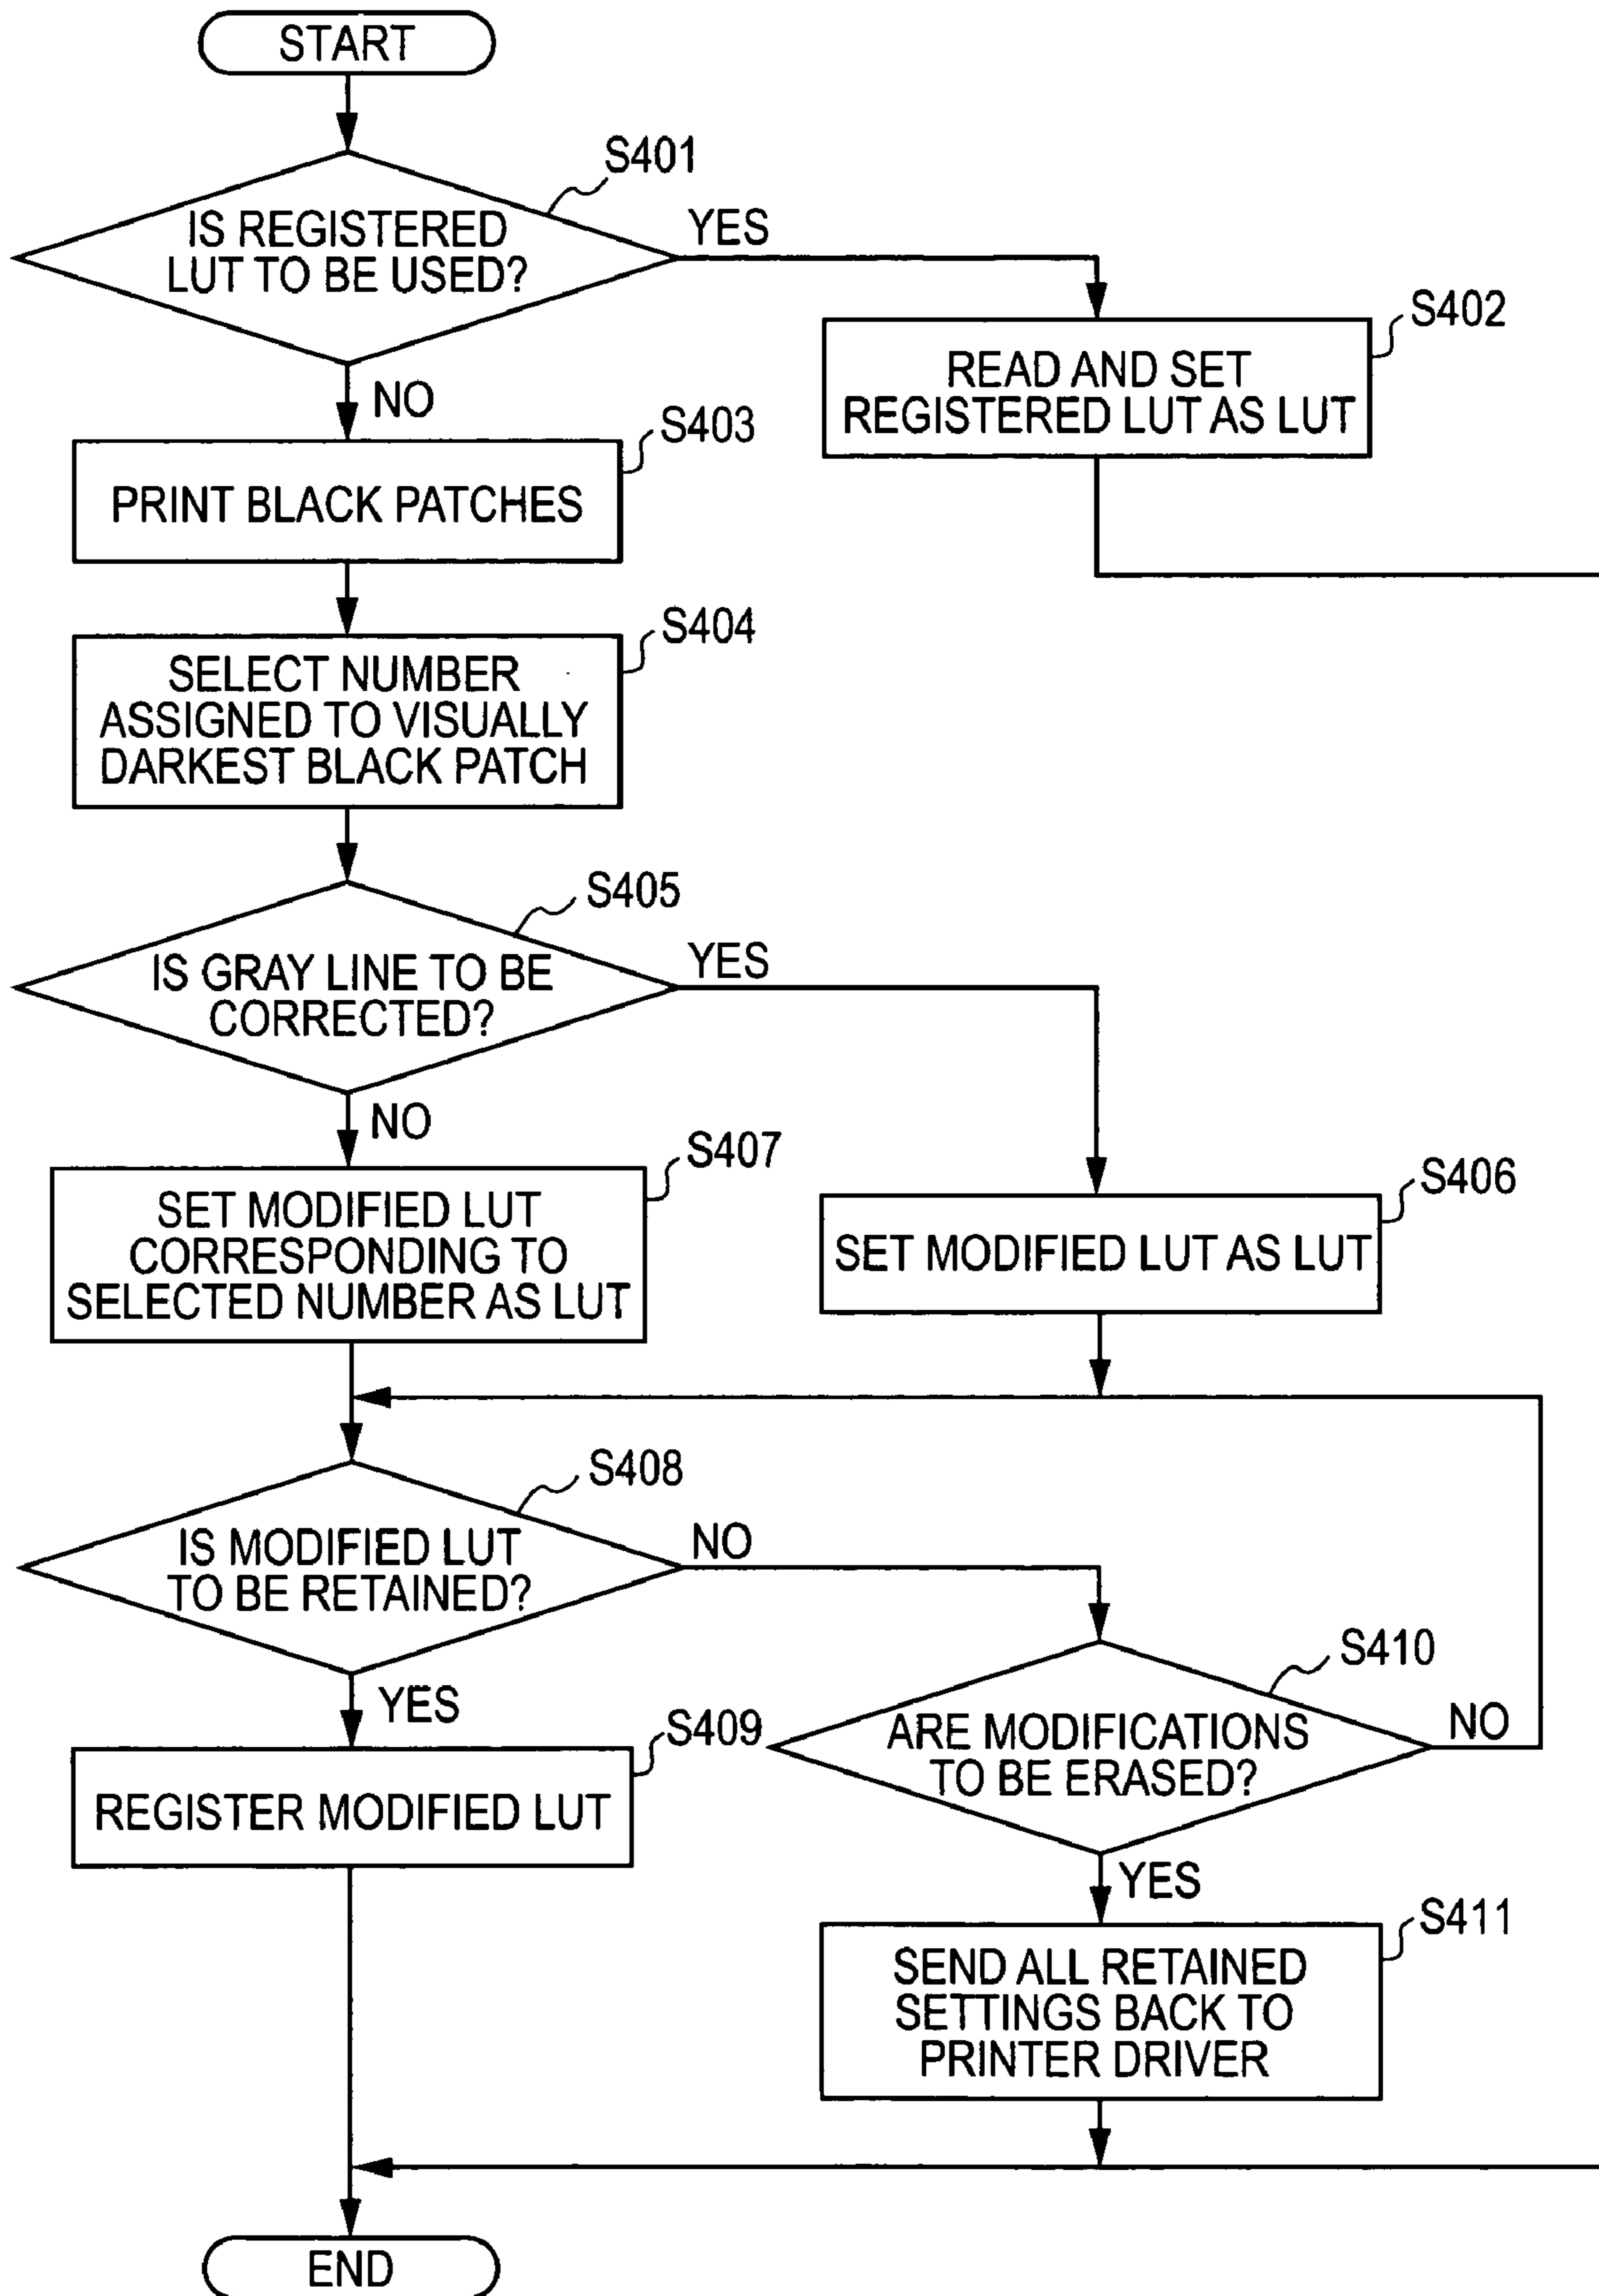 START
S401
IS REGISTERED
LUT TO BE USED?
YES
NO
S402
READ AND SET
REGISTERED LUT AS LUT
S403
PRINT BLACK PATCHES
S404
SELECT NUMBER
ASSIGNED TO VISUALLY
DARKEST BLACK PATCH
S405
IS GRAY LINE TO BE
CORRECTED?
YES
NO
S407
SET MODIFIED LUT
CORRESPONDING TO
SELECTED NUMBER AS LUT
S406
SET MODIFIED LUT AS LUT
S408
IS MODIFIED LUT
TO BE RETAINED?
NO
YES
S409
REGISTER MODIFIED LUT
S410
ARE MODIFICATIONS
TO BE ERASED?
NO
YES
S411
SEND ALL RETAINED
SETTINGS BACK TO
PRINTER DRIVER
END